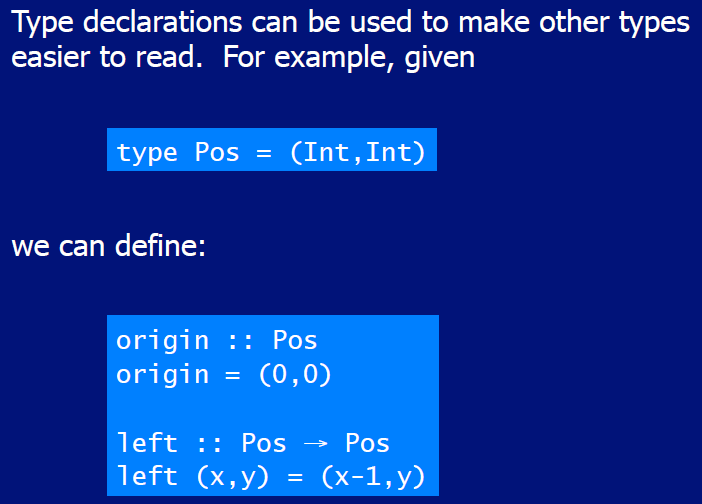 Type declarations can be used to make other types
easier to read.  For example, given
type Pos = (Int,Int)
we can define:
origin :: Pos
origin = (0,0)
left :: Pos → Pos
left (x,y) = (x-1,y)